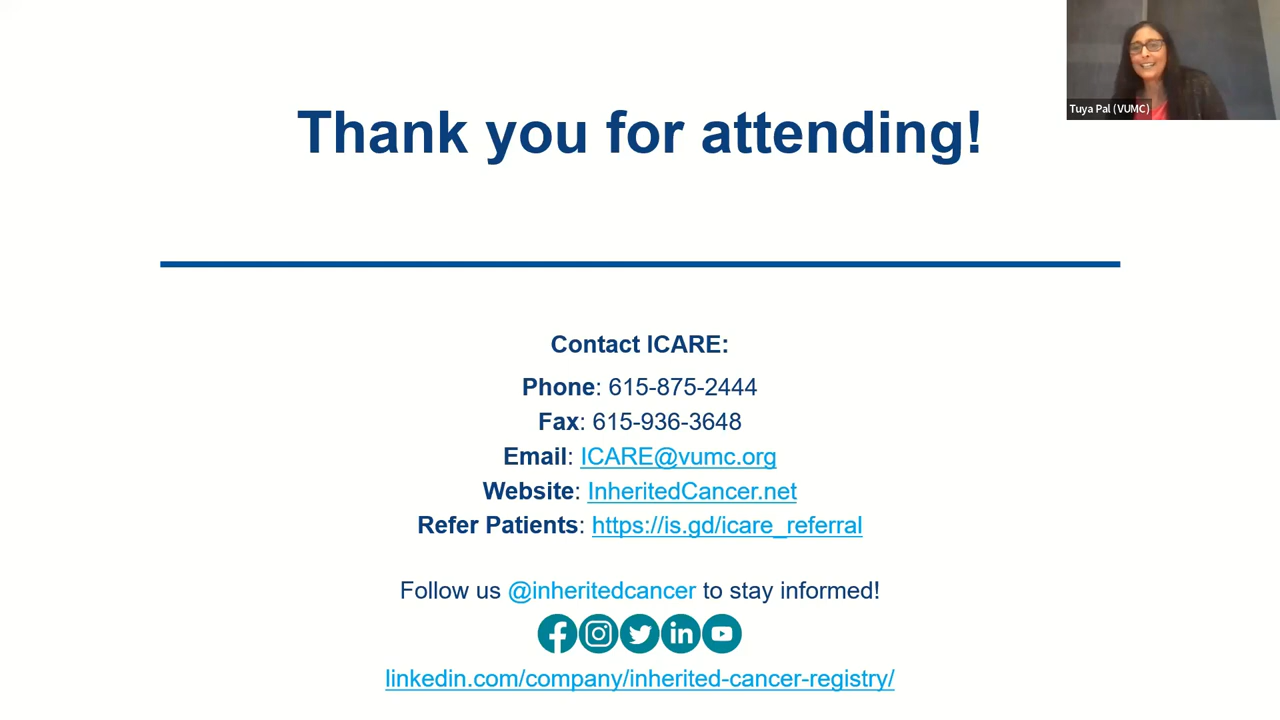 Tuya Pal (VUMC)
Thank you for attending!
Contact ICARE:
Phone: 615-875-2444
Fax: 615-936-3648
Email: ICARE@vumc.org
Website: InheritedCancer.net
Refer Patients: https://is.gd/icare_referral
Follow us @inheritedcancer to stay informed!
linkedin.com/company/inherited-cancer-registry/